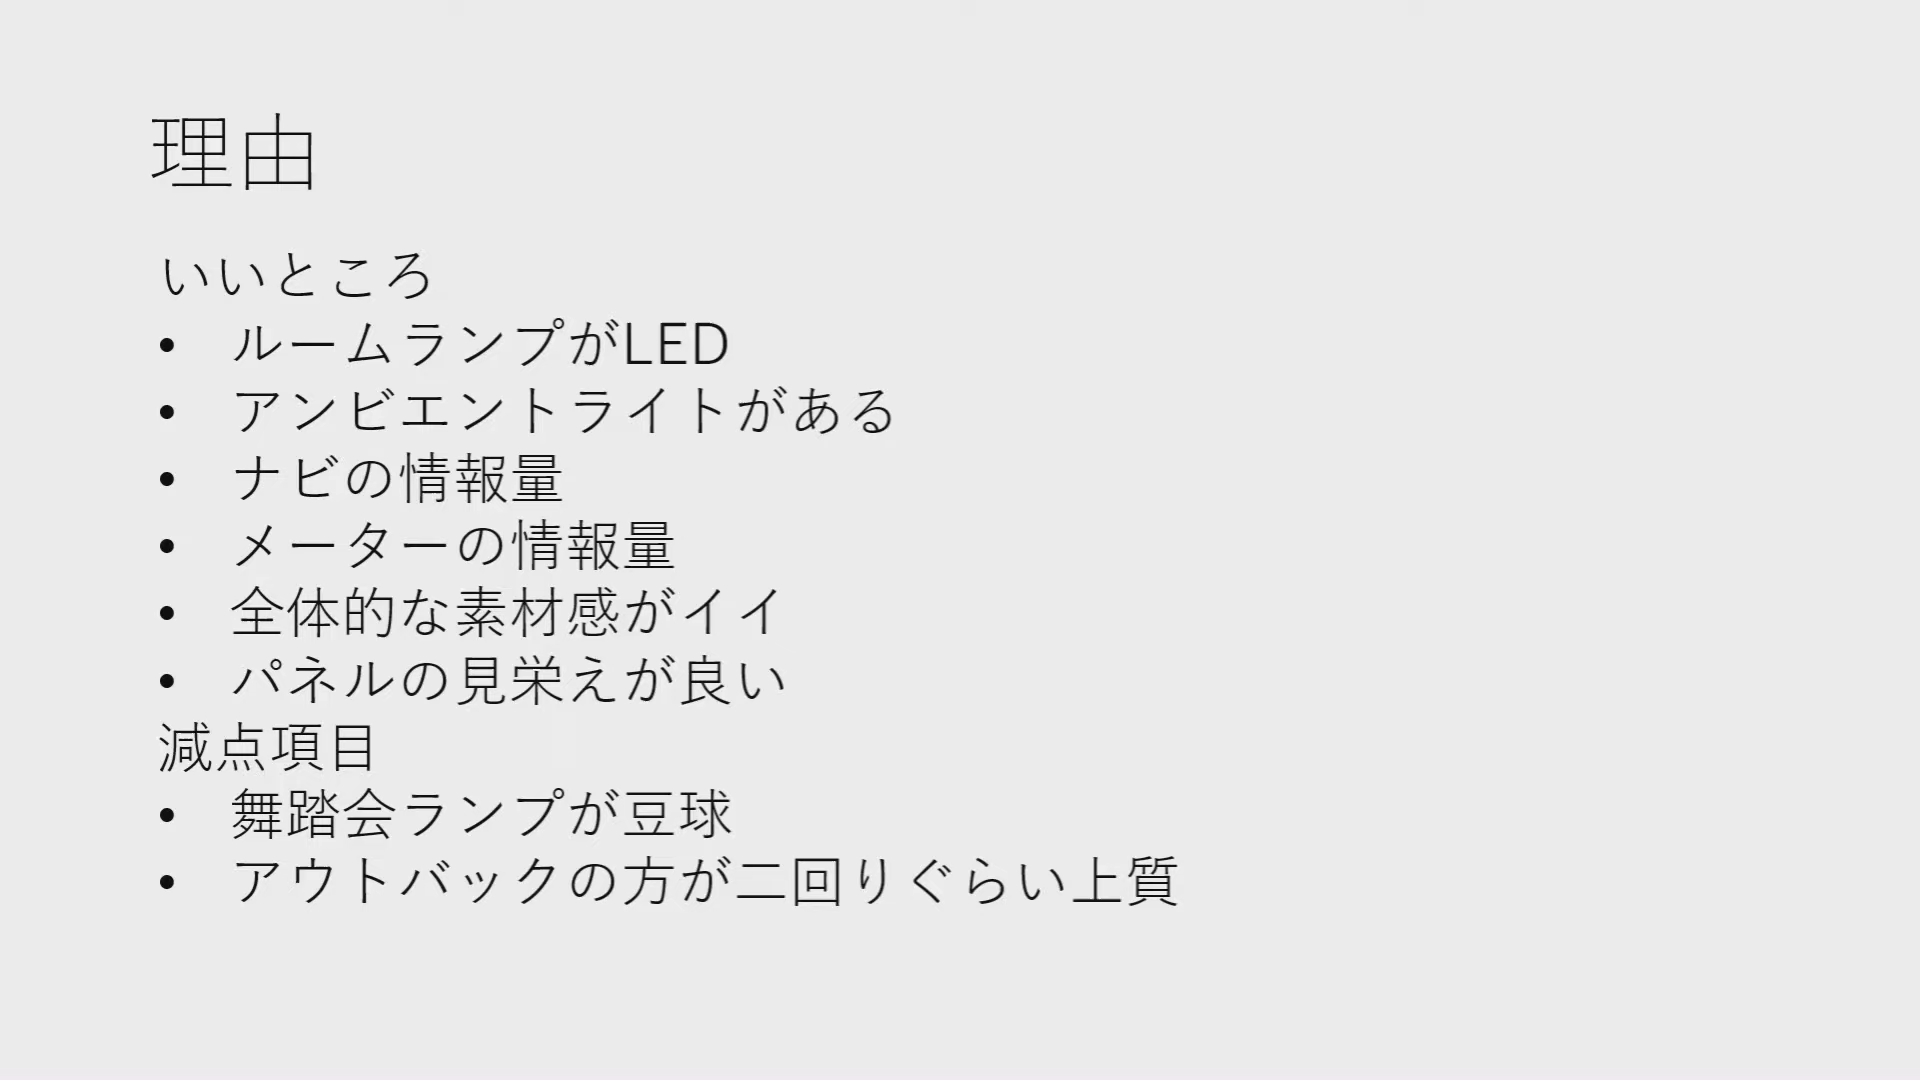 理由
いいところ
• ルームランプがLED
• アンビエントライトがある
• ナビの情報量
• メーターの情報量
• 全体的な素材感がイイ
• パネルの見栄えが良い
減点項目
• 舞踏会ランプが豆球
• アウトバックの方が二回りぐらい上質